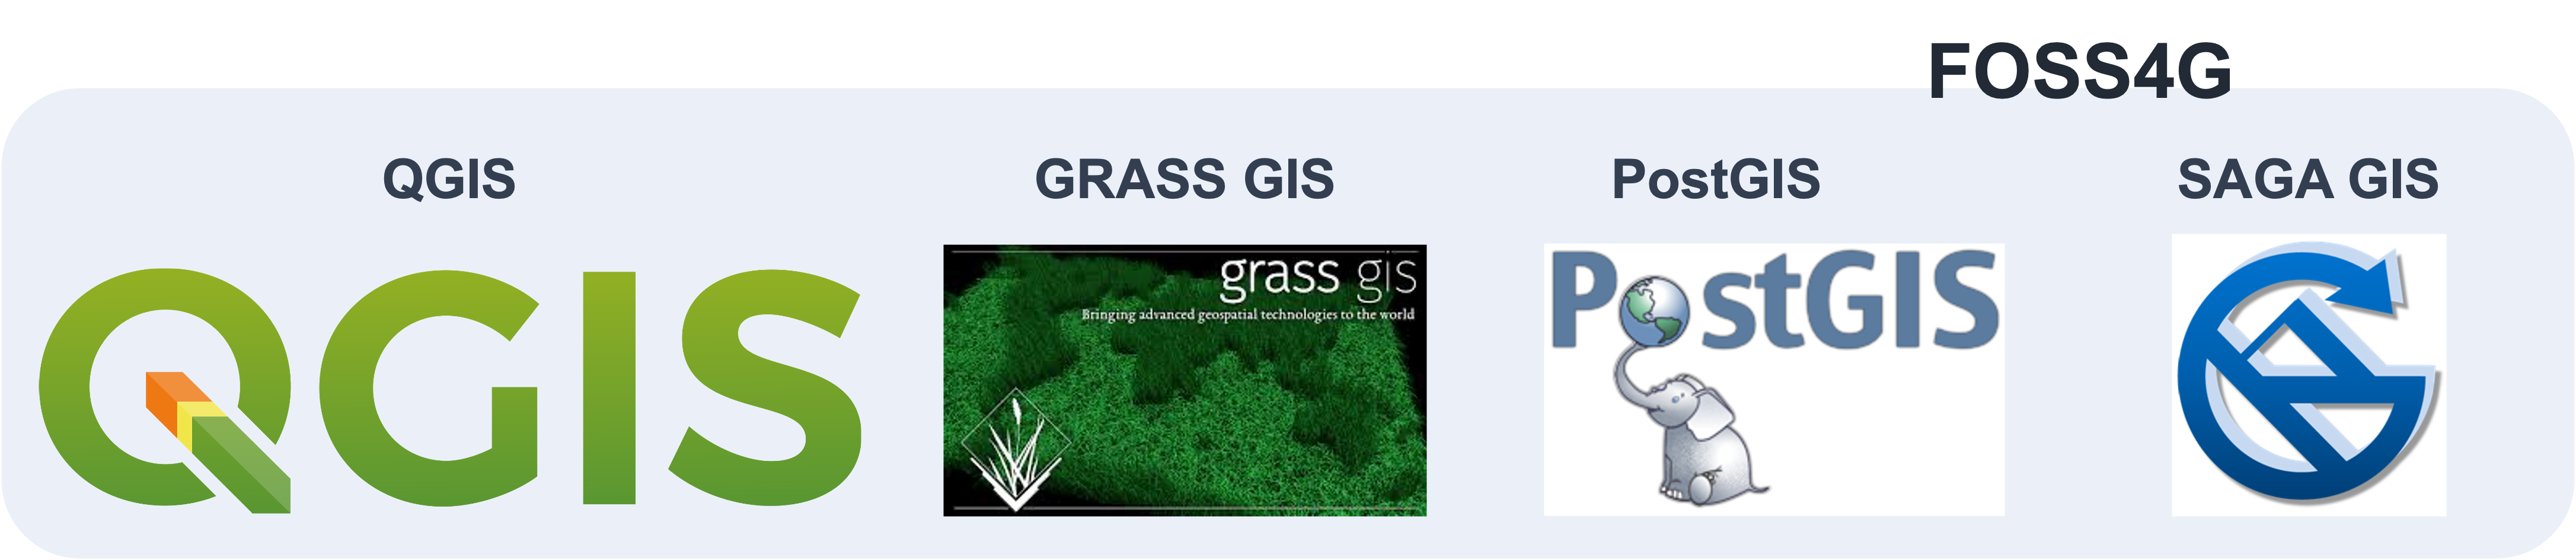 FOSS4G
QGIS
GRASS GIS
PostGIS
SAGA GIS
QGIS
grass gis
Bringing advanced geospatial technologies to the world
PostGIS